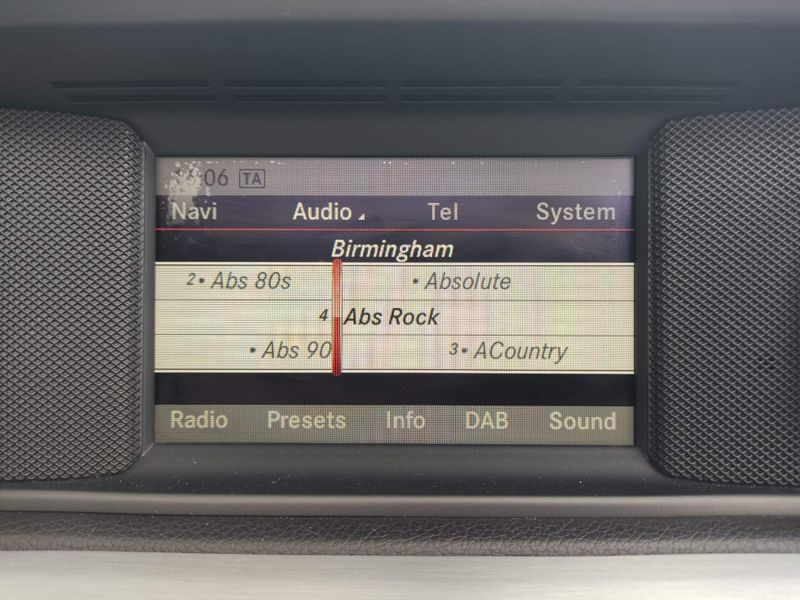 :06 TA
Navi Audio Tel System
Birmingham
2• Abs 80s • Absolute
4 Abs Rock
• Abs 90 3• ACountry
Radio Presets Info DAB Sound